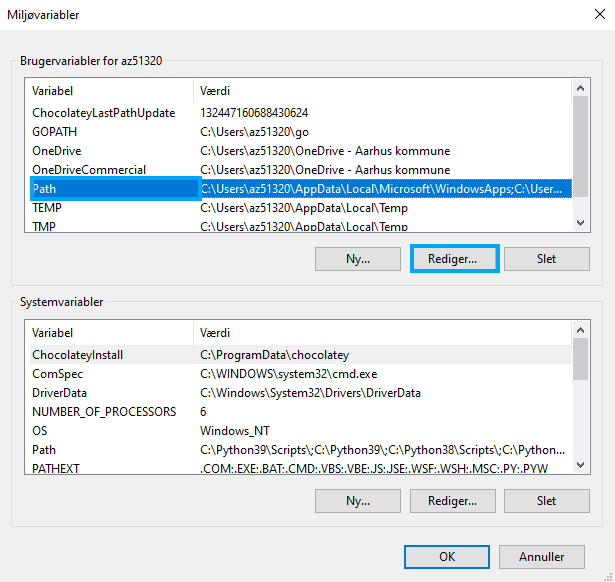 Miljøvariabler
Brugervariabler for az51320
Variabel Værdi
ChocolateyLastPathUpdate 132447160688430624
GOPATH C:\Users\az51320\go
OneDrive C:\Users\az51320\OneDrive - Aarhus kommune
OneDriveCommercial C:\Users\az51320\OneDrive - Aarhus kommune
Path C:\Users\az51320\AppData\Local\Microsoft\WindowsApps;C:\User...
TEMP C:\Users\az51320\AppData\Local\Temp
TMP C:\Users\az51320\AppData\Local\Temp
Ny... Rediger... Slet
Systemvariabler
Variabel Værdi
ChocolateyInstall C:\ProgramData\chocolatey
ComSpec C:\WINDOWS\system32\cmd.exe
DriverData C:\Windows\System32\Drivers\DriverData
NUMBER_OF_PROCESSORS 6
OS Windows_NT
Path C:\Python39\Scripts\;C:\Python39\;C:\Python38\Scripts\;C:\Python...
PATHEXT .COM;.EXE;.BAT;.CMD;.VBS;.VBE;.JS;.JSE;.WSF;.WSH;.MSC;.PY;.PYW
Ny... Rediger... Slet
OK Annuller